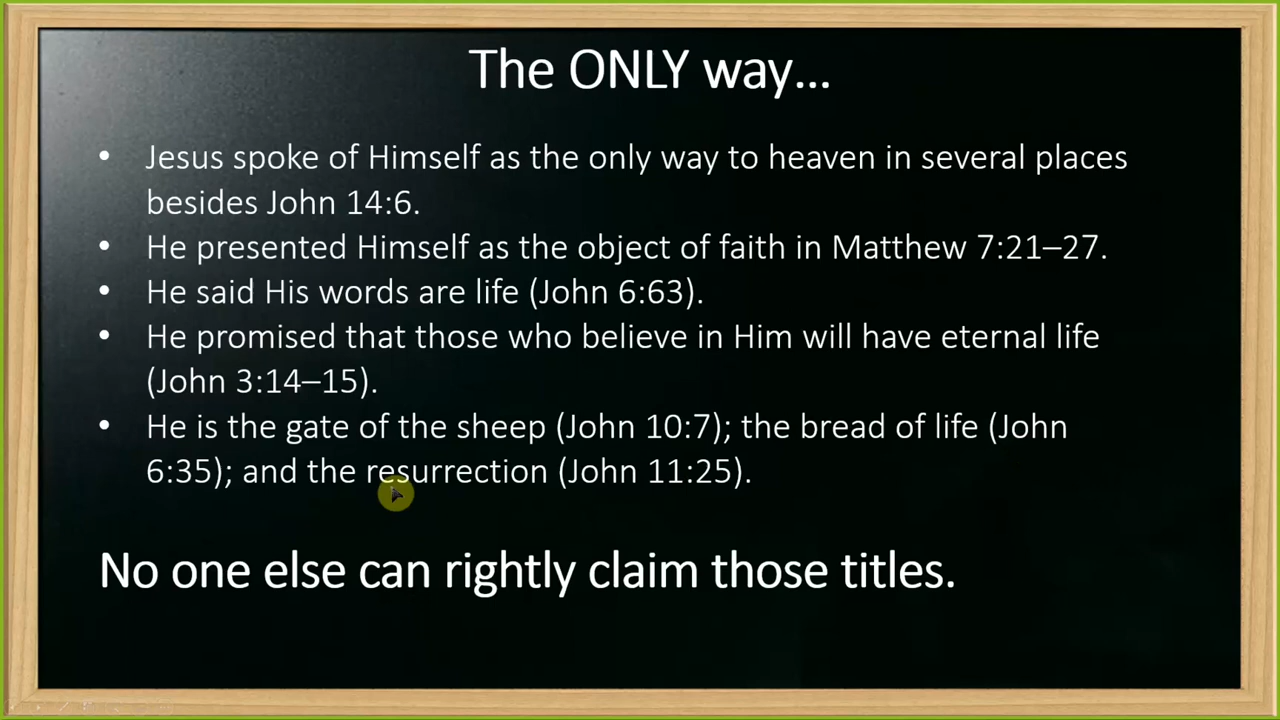 The ONLY way...
• Jesus spoke of Himself as the only way to heaven in several places
besides John 14:6.
• He presented Himself as the object of faith in Matthew 7:21–27.
• He said His words are life (John 6:63).
• He promised that those who believe in Him will have eternal life
(John 3:14–15).
• He is the gate of the sheep (John 10:7); the bread of life (John
6:35); and the resurrection (John 11:25).
No one else can rightly claim those titles.